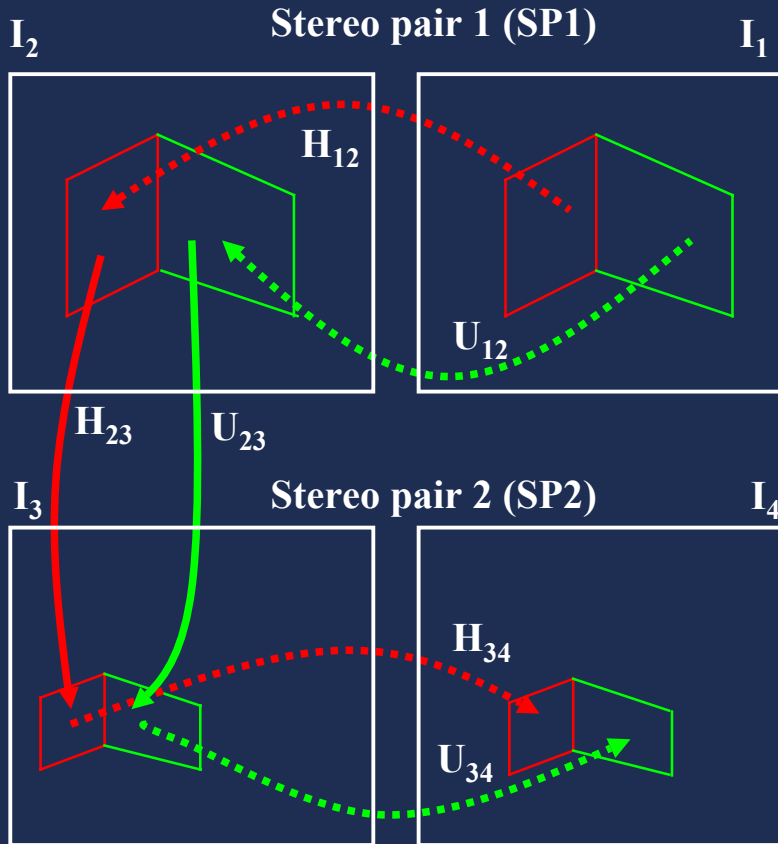 Stereo pair 1 (SP1)
I₂
I₁
H₁₂
U₁₂
H₂₃
U₂₃
Stereo pair 2 (SP2)
I₃
I₄
H₃₄
U₃₄